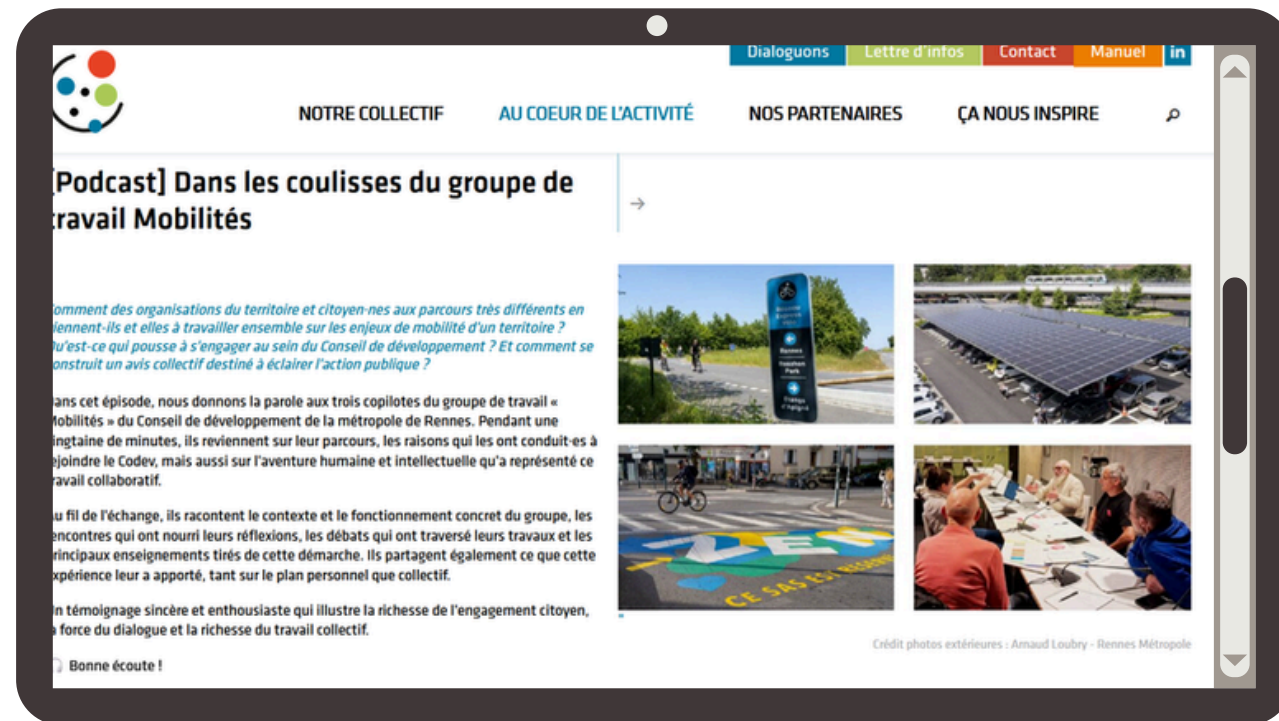 Dialoguons Lettre d'infos Contact Manuel in
NOTRE COLLECTIF AU COEUR DE L'ACTIVITÉ NOS PARTENAIRES ÇA NOUS INSPIRE
[Podcast] Dans les coulisses du groupe de
travail Mobilités
omment des organisations du territoire et citoyen·nes aux parcours très différents en
iennent-ils et elles à travailler ensemble sur les enjeux de mobilité d'un territoire ?
Qu'est-ce qui pousse à s'engager au sein du Conseil de développement ? Et comment se
onstruit un avis collectif destiné à éclairer l'action publique ?
ans cet épisode, nous donnons la parole aux trois copilotes du groupe de travail «
Mobilités » du Conseil de développement de la métropole de Rennes. Pendant une
ingtaine de minutes, ils reviennent sur leur parcours, les raisons qui les ont conduit·es à
ejoindre le Codev, mais aussi sur l'aventure humaine et intellectuelle qu'a représenté ce
ravail collaboratif.
u fil de l'échange, ils racontent le contexte et le fonctionnement concret du groupe, les
encontres qui ont nourri leurs réflexions, les débats qui ont traversé leurs travaux et les
rincipaux enseignements tirés de cette démarche. Ils partagent également ce que cette
xpérience leur a apporté, tant sur le plan personnel que collectif.
n témoignage sincère et enthousiaste qui illustre la richesse de l'engagement citoyen,
a force du dialogue et la richesse du travail collectif.
Bonne écoute !
Rennes
Park
ZEN
CE SAS EST RÉSERVÉ
Crédit photos extérieures : Arnaud Loubry - Rennes Métropole